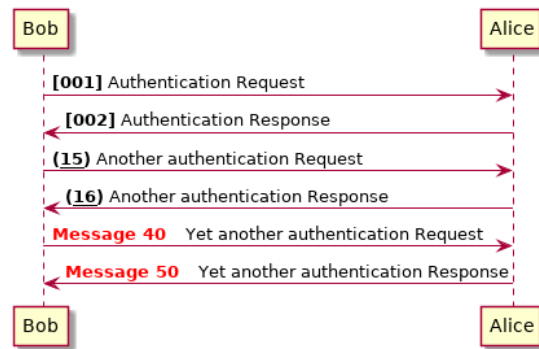 Bob Alice
[001] Authentication Request
[002] Authentication Response
(15) Another authentication Request
(16) Another authentication Response
Message 40 Yet another authentication Request
Message 50 Yet another authentication Response
Bob Alice